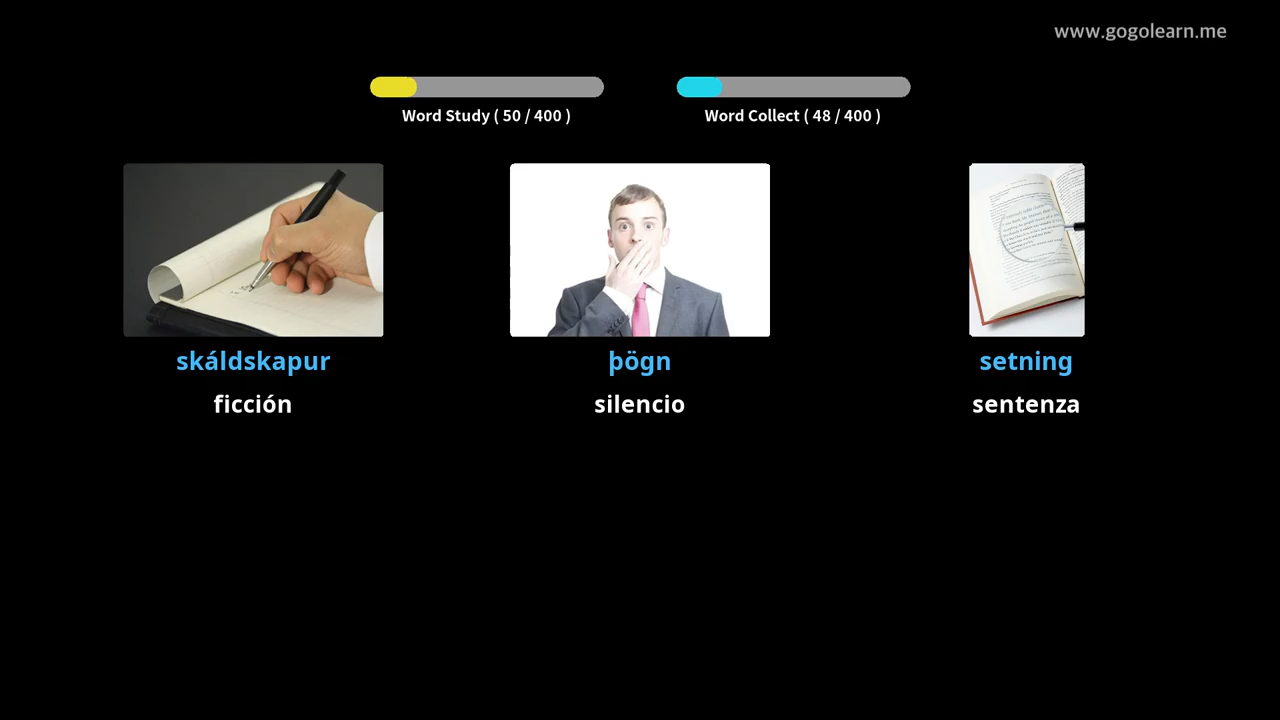 www.gogolearn.me
Word Study ( 50 / 400 )
Word Collect ( 48 / 400 )
skáldskapur
ficción
þögn
silencio
setning
sentenza